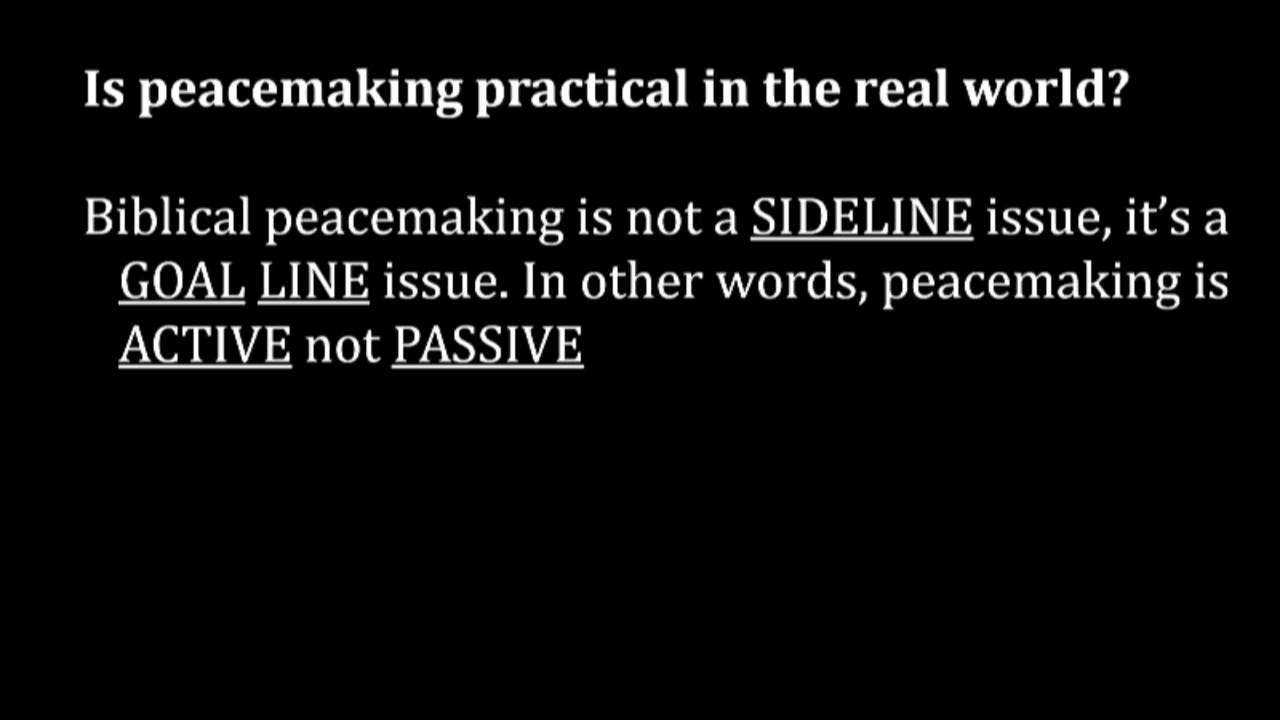 Is peacemaking practical in the real world?
Biblical peacemaking is not a SIDELINE issue, it’s a
GOAL LINE issue. In other words, peacemaking is
ACTIVE not PASSIVE